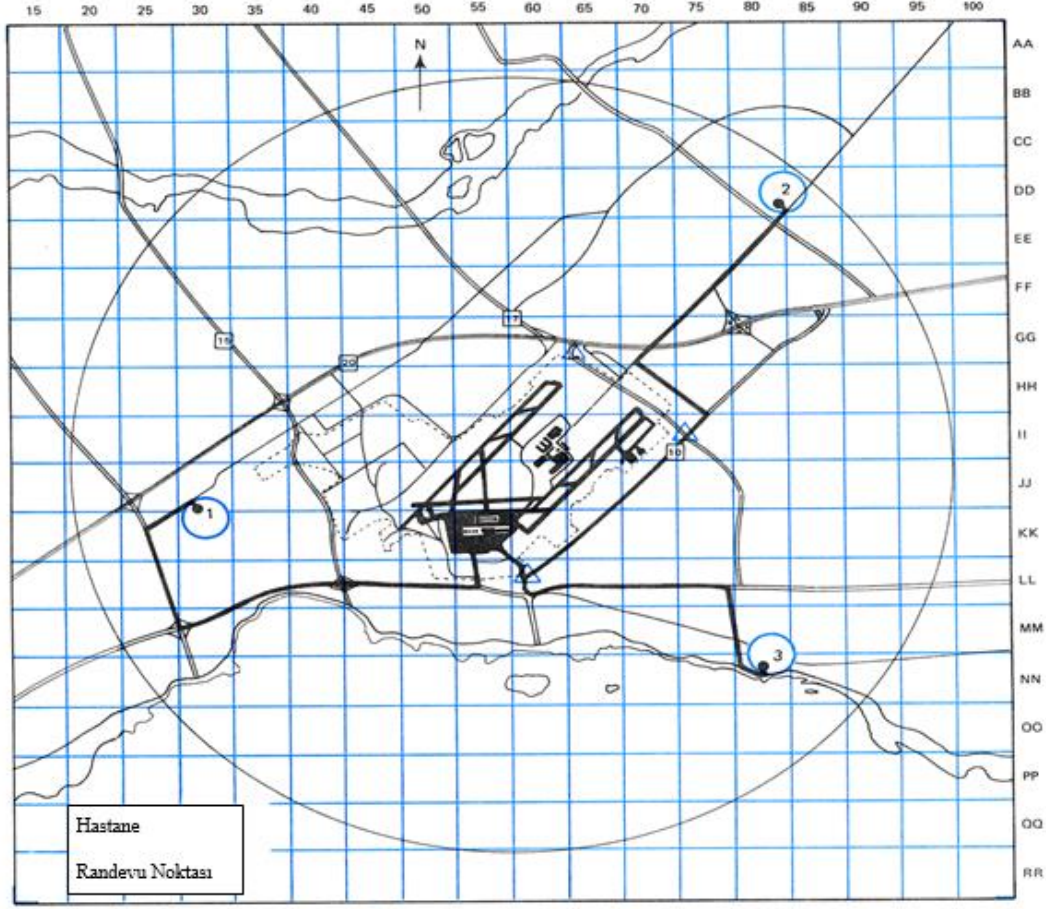 15 20 25 30 35 40 45 50 55 60 65 70 75 80 85 90 95 100
N
AA
BB
CC
DD
2
EE
FF
17
GG
15
20
HH
II
10
JJ
1
KK
LL
MM
3
NN
OO
PP
QQ
RR
Hastane
Randevu Noktası